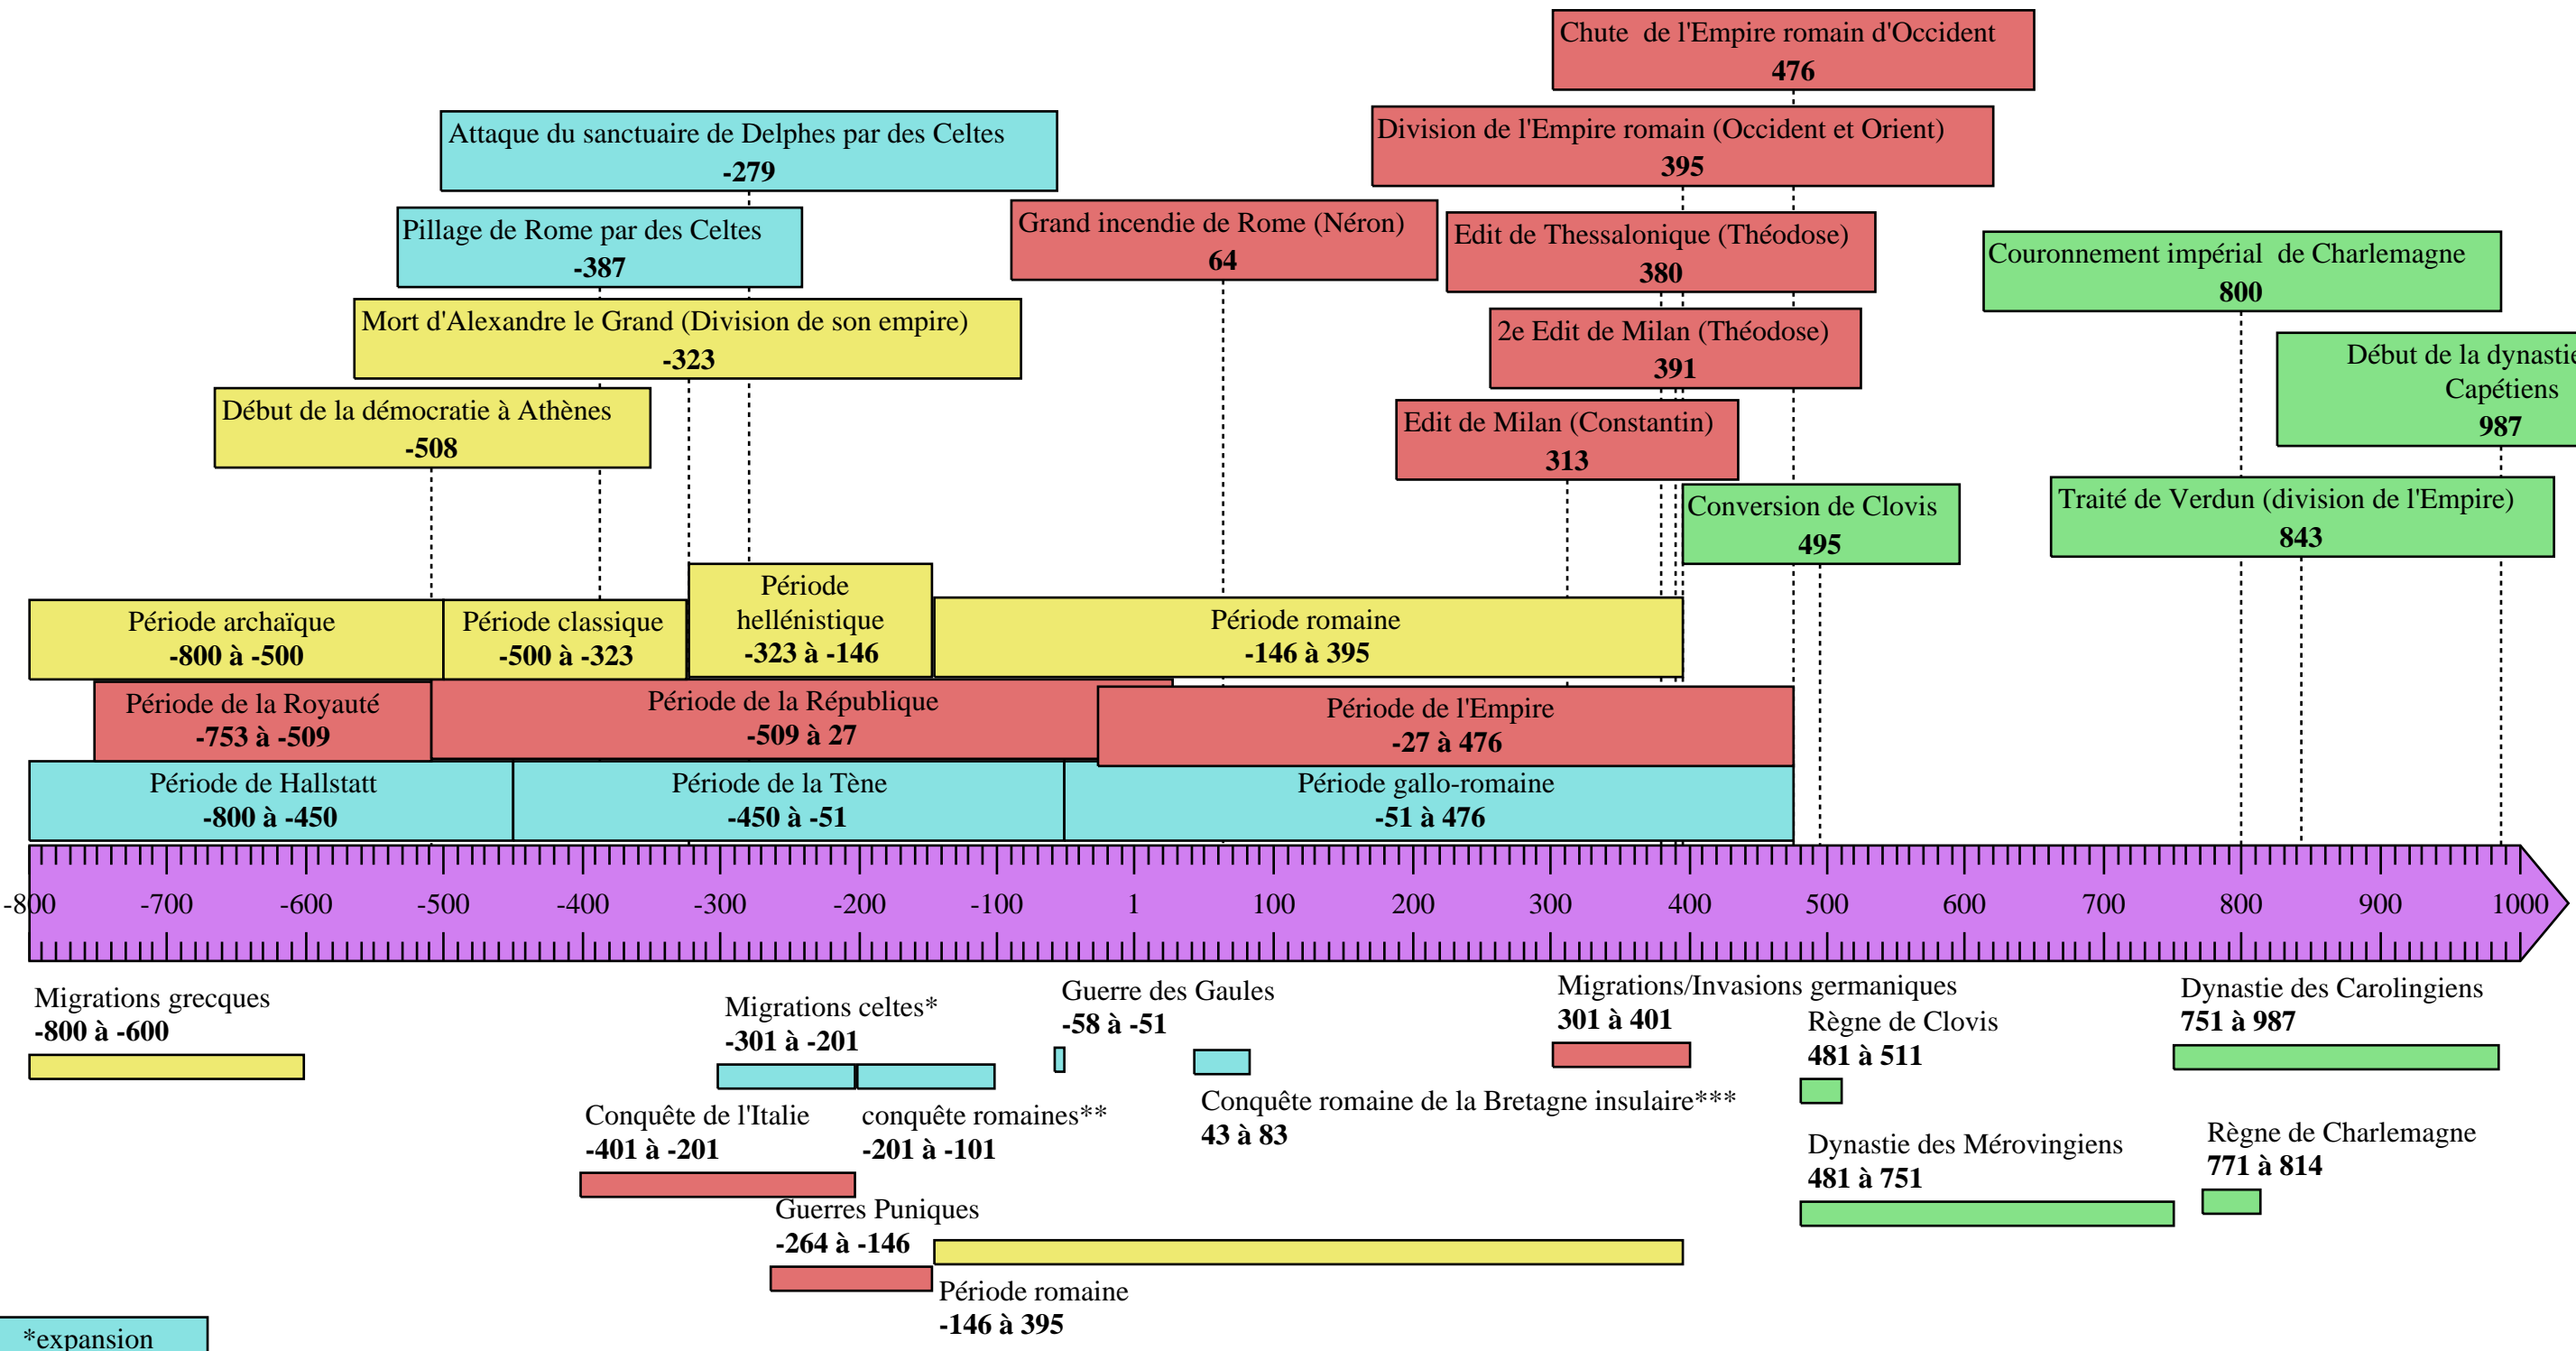 Chute  de l'Empire romain d'Occident
476
Attaque du sanctuaire de Delphes par des Celtes
-279
Division de l'Empire romain (Occident et Orient)
395
Pillage de Rome par des Celtes
-387
Grand incendie de Rome (Néron)
64
Edit de Thessalonique (Théodose)
380
Couronnement impérial  de Charlemagne
800
Mort d'Alexandre le Grand (Division de son empire)
-323
2e Edit de Milan (Théodose)
391
Début de la dynastie
Capétiens
987
Début de la démocratie à Athènes
-508
Edit de Milan (Constantin)
313
Conversion de Clovis
495
Traité de Verdun (division de l'Empire)
843
Période archaïque
-800 à -500
Période classique
-500 à -323
Période
hellénistique
-323 à -146
Période romaine
-146 à 395
Période de la Royauté
-753 à -509
Période de la République
-509 à 27
Période de l'Empire
-27 à 476
Période de Hallstatt
-800 à -450
Période de la Tène
-450 à -51
Période gallo-romaine
-51 à 476
-800 -700 -600 -500 -400 -300 -200 -100 1 100 200 300 400 500 600 700 800 900 1000
Migrations grecques
-800 à -600
Migrations celtes*
-301 à -201
Guerre des Gaules
-58 à -51
Migrations/Invasions germaniques
301 à 401
Règne de Clovis
481 à 511
Dynastie des Carolingiens
751 à 987
Conquête de l'Italie
-401 à -201
conquête romaines**
-201 à -101
Conquête romaine de la Bretagne insulaire***
43 à 83
Dynastie des Mérovingiens
481 à 751
Règne de Charlemagne
771 à 814
Guerres Puniques
-264 à -146
Période romaine
-146 à 395
*expansion